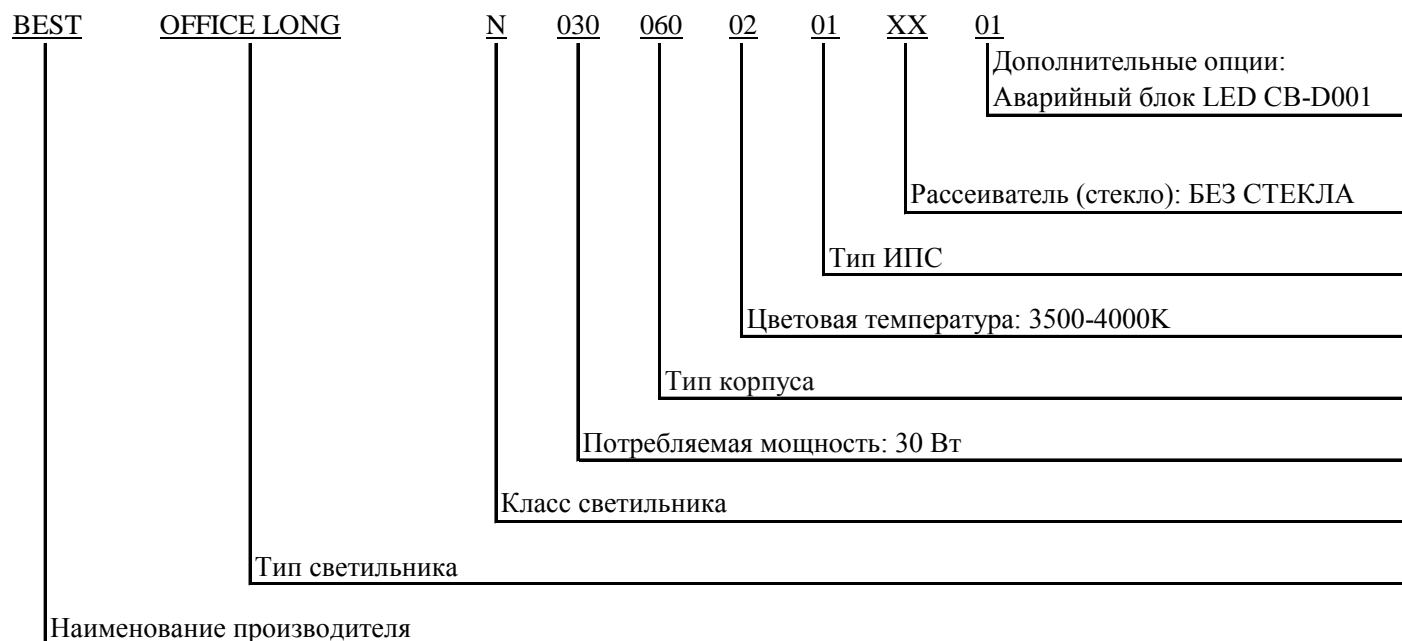 BEST OFFICE LONG N 030 060 02 01 XX 01
Дополнительные опции:
Аварийный блок LED CB-D001
Рассеиватель (стекло): БЕЗ СТЕКЛА
Тип ИПС
Цветовая температура: 3500-4000K
Тип корпуса
Потребляемая мощность: 30 Вт
Класс светильника
Тип светильника
Наименование производителя